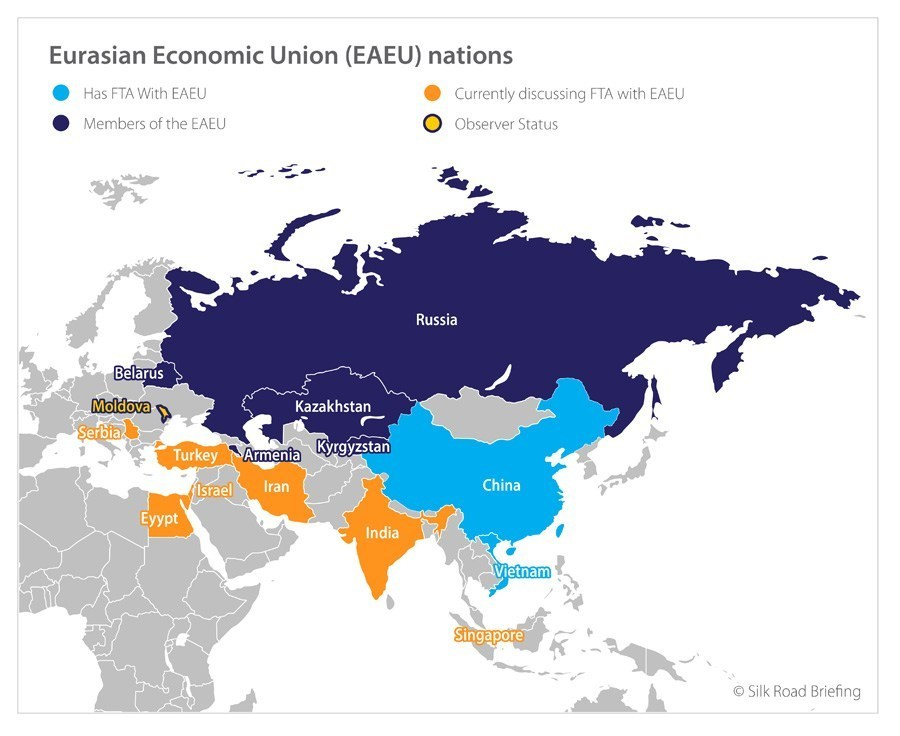 Eurasian Economic Union (EAEU) nations
Has FTA With EAEU
Currently discussing FTA with EAEU
Members of the EAEU
Observer Status
Russia
Belarus
Moldova
Kazakhstan
Serbia
Turkey
Armenia
Kyrgyzstan
Israel
Iran
China
Eyypt
India
Vietnam
Singapore
© Silk Road Briefing